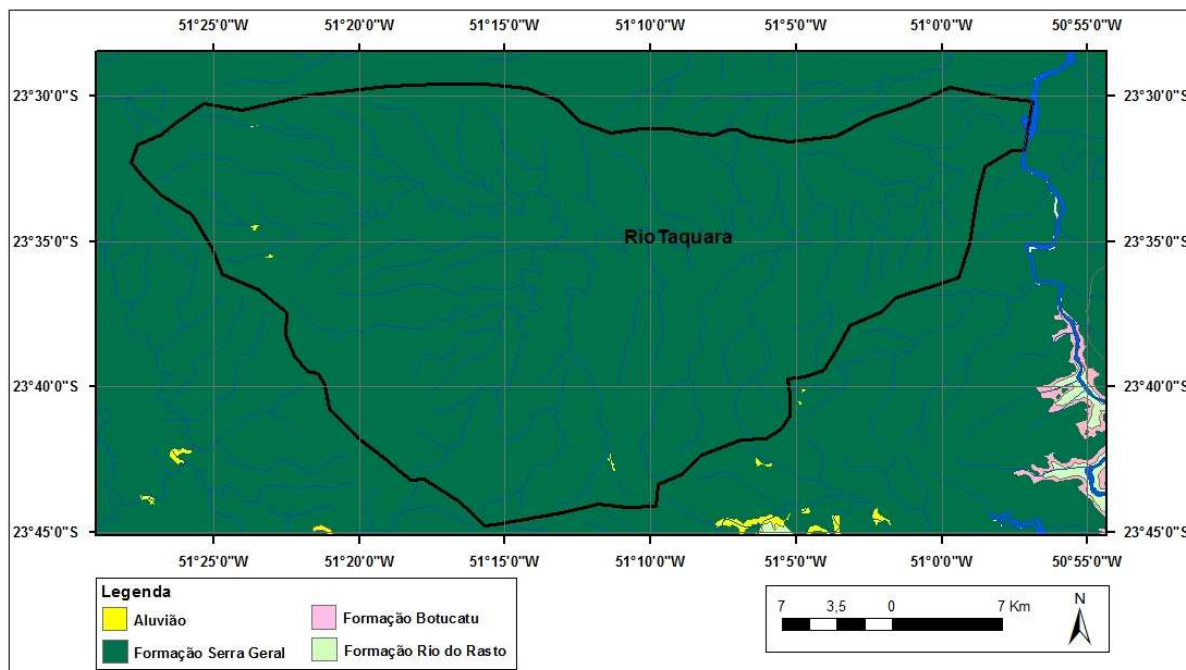 51°25'0"W 51°20'0"W 51°15'0"W 51°10'0"W 51°5'0"W 51°0'0"W 50°55'0"W
23°30'0"S 23°30'0"S
RioTaquara
23°35'0"S 23°35'0"S
23°40'0"S 23°40'0"S
23°45'0"S 23°45'0"S
51°25'0"W 51°20'0"W 51°15'0"W 51°10'0"W 51°5'0"W 51°0'0"W 50°55'0"W
Legenda
Aluvião Formação Botucatu
Formação Serra Geral Formação Rio do Rasto
7 3,5 0 7 Km
N